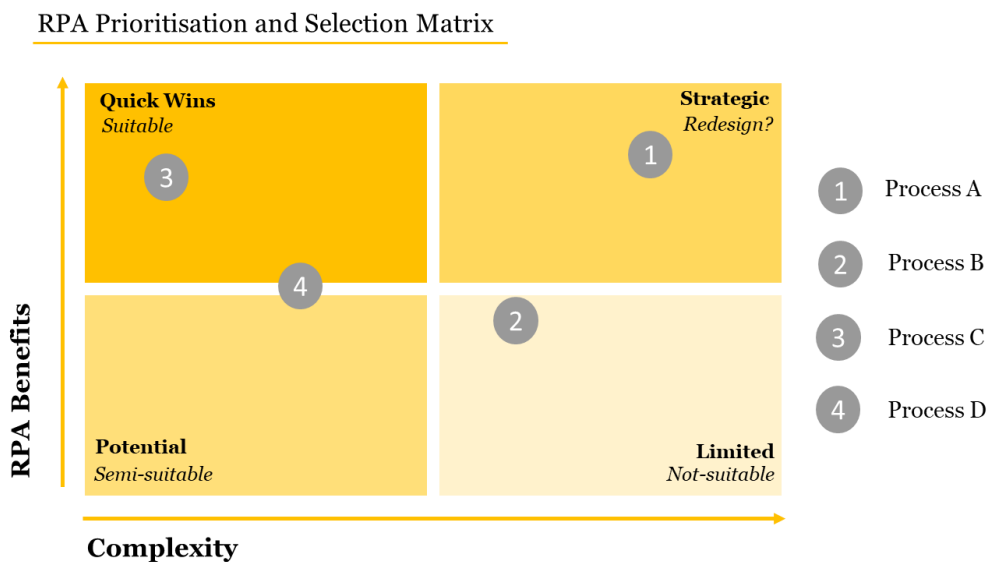 RPA Prioritisation and Selection Matrix
Quick Wins
Suitable
Strategic
Redesign?
3
1
4
2
Potential
Semi-suitable
Limited
Not-suitable
RPA Benefits
Complexity
1 Process A
2 Process B
3 Process C
4 Process D